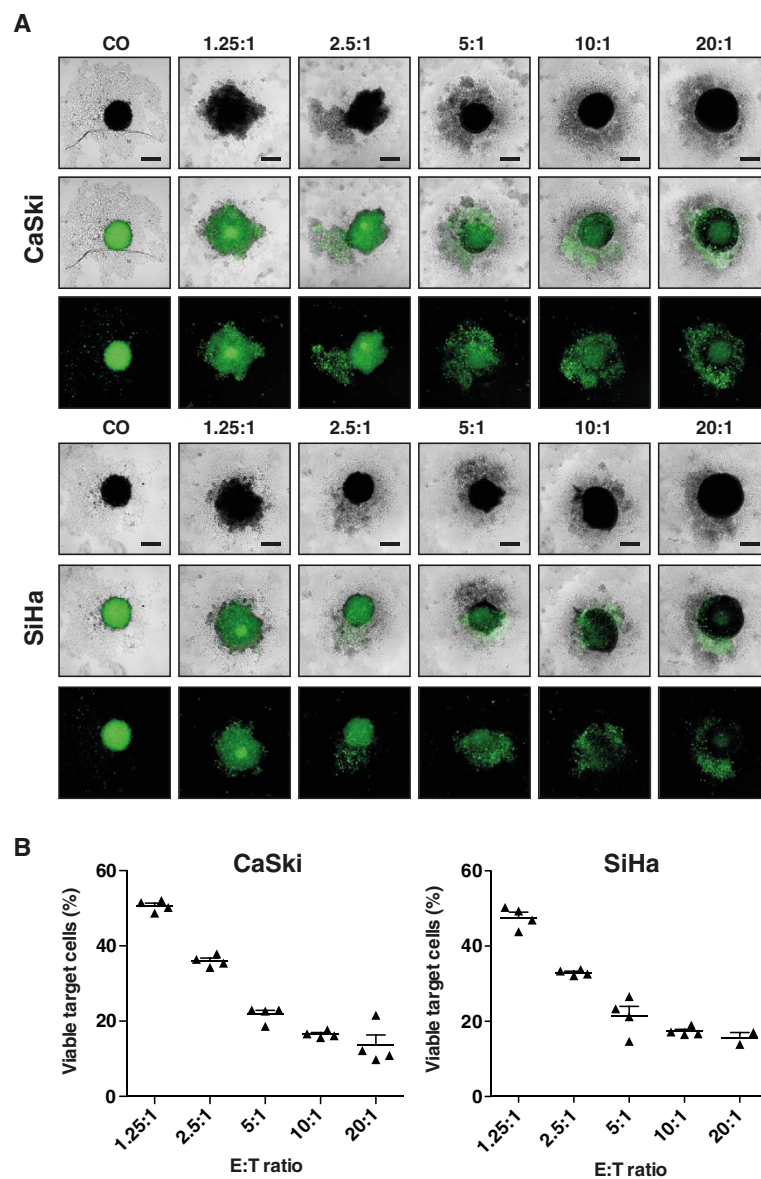 A
CO 1.25:1 2.5:1 5:1 10:1 20:1
CaSki
CO 1.25:1 2.5:1 5:1 10:1 20:1
SiHa
B
CaSki
Viable target cells (%)
60
40
20
0
1.25:1 2.5:1 5:1 10:1 20:1
E:T ratio
SiHa
Viable target cells (%)
60
40
20
0
1.25:1 2.5:1 5:1 10:1 20:1
E:T ratio